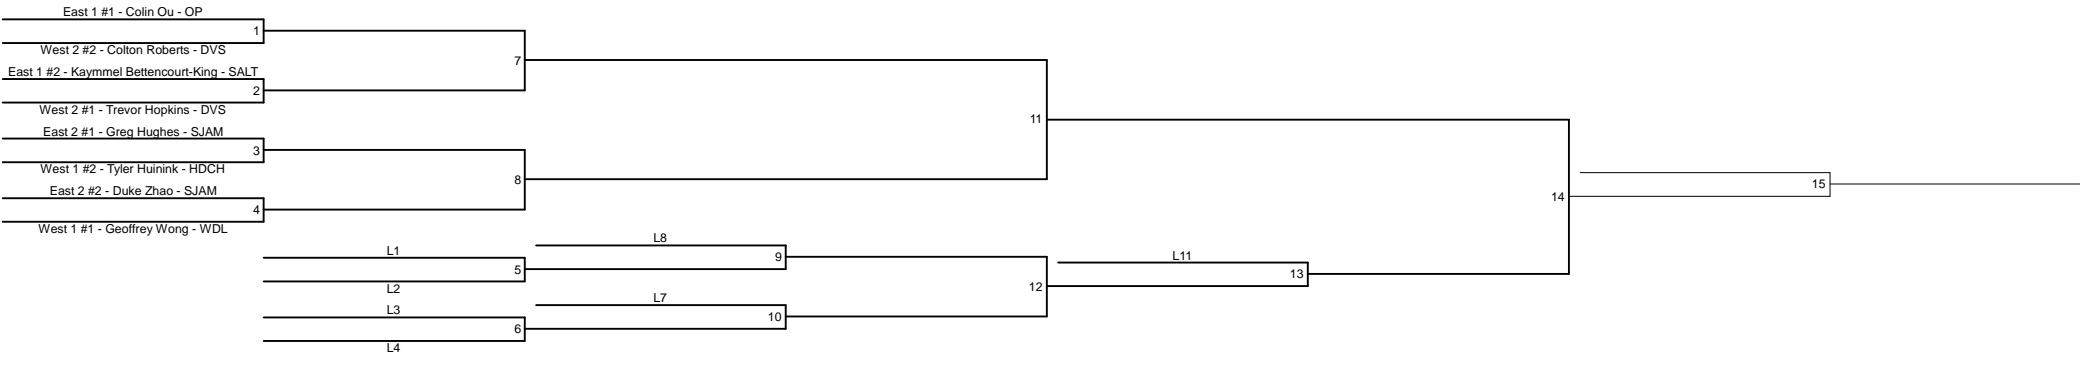 East 1 #1 - Colin Ou - OP
1
West 2 #2 - Colton Roberts - DVS
7
East 1 #2 - Kaymmel Bettencourt-King - SALT
2
West 2 #1 - Trevor Hopkins - DVS
11
East 2 #1 - Greg Hughes - SJAM
3
West 1 #2 - Tyler Huinink - HDCH
8
East 2 #2 - Duke Zhao - SJAM
4
West 1 #1 - Geoffrey Wong - WDL
14
15
L1
5
L2
L8
9
L3
6
L4
L7
10
12
L11
13